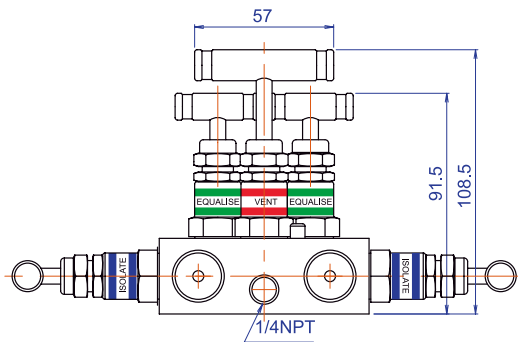 57
EQUALISE VENT EQUALISE
91.5
108.5
ISOLATE
ISOLATE
1/4NPT